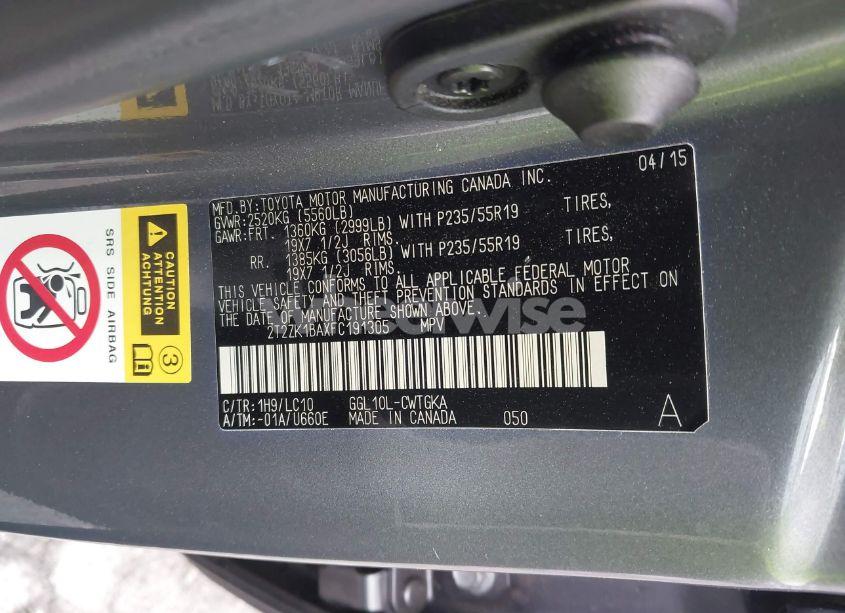 04/15
MFD.BY:TOYOTA MOTOR MANUFACTURING CANADA INC.
GVWR:2520KG (5560LB)
GAWR:FRT. 1360KG (2999LB) WITH P235/55R19 TIRES,
19X7 1/2J RIMS.
RR. 1385KG (3056LB) WITH P235/55R19 TIRES,
19X7 1/2J RIMS.
THIS VEHICLE CONFORMS TO ALL APPLICABLE FEDERAL MOTOR
VEHICLE SAFETY AND THEFT PREVENTION STANDARDS IN EFFECT ON
THE DATE OF MANUFACTURE SHOWN ABOVE.
2T2ZK1BAXFC191305 MPV
C/TR:1H9/LC10 GGL10L-CWTGKA
A/TM:-01A/U660E MADE IN CANADA 050 A
SRS SIDE AIRBAG
CAUTION
ACHTUNG
3